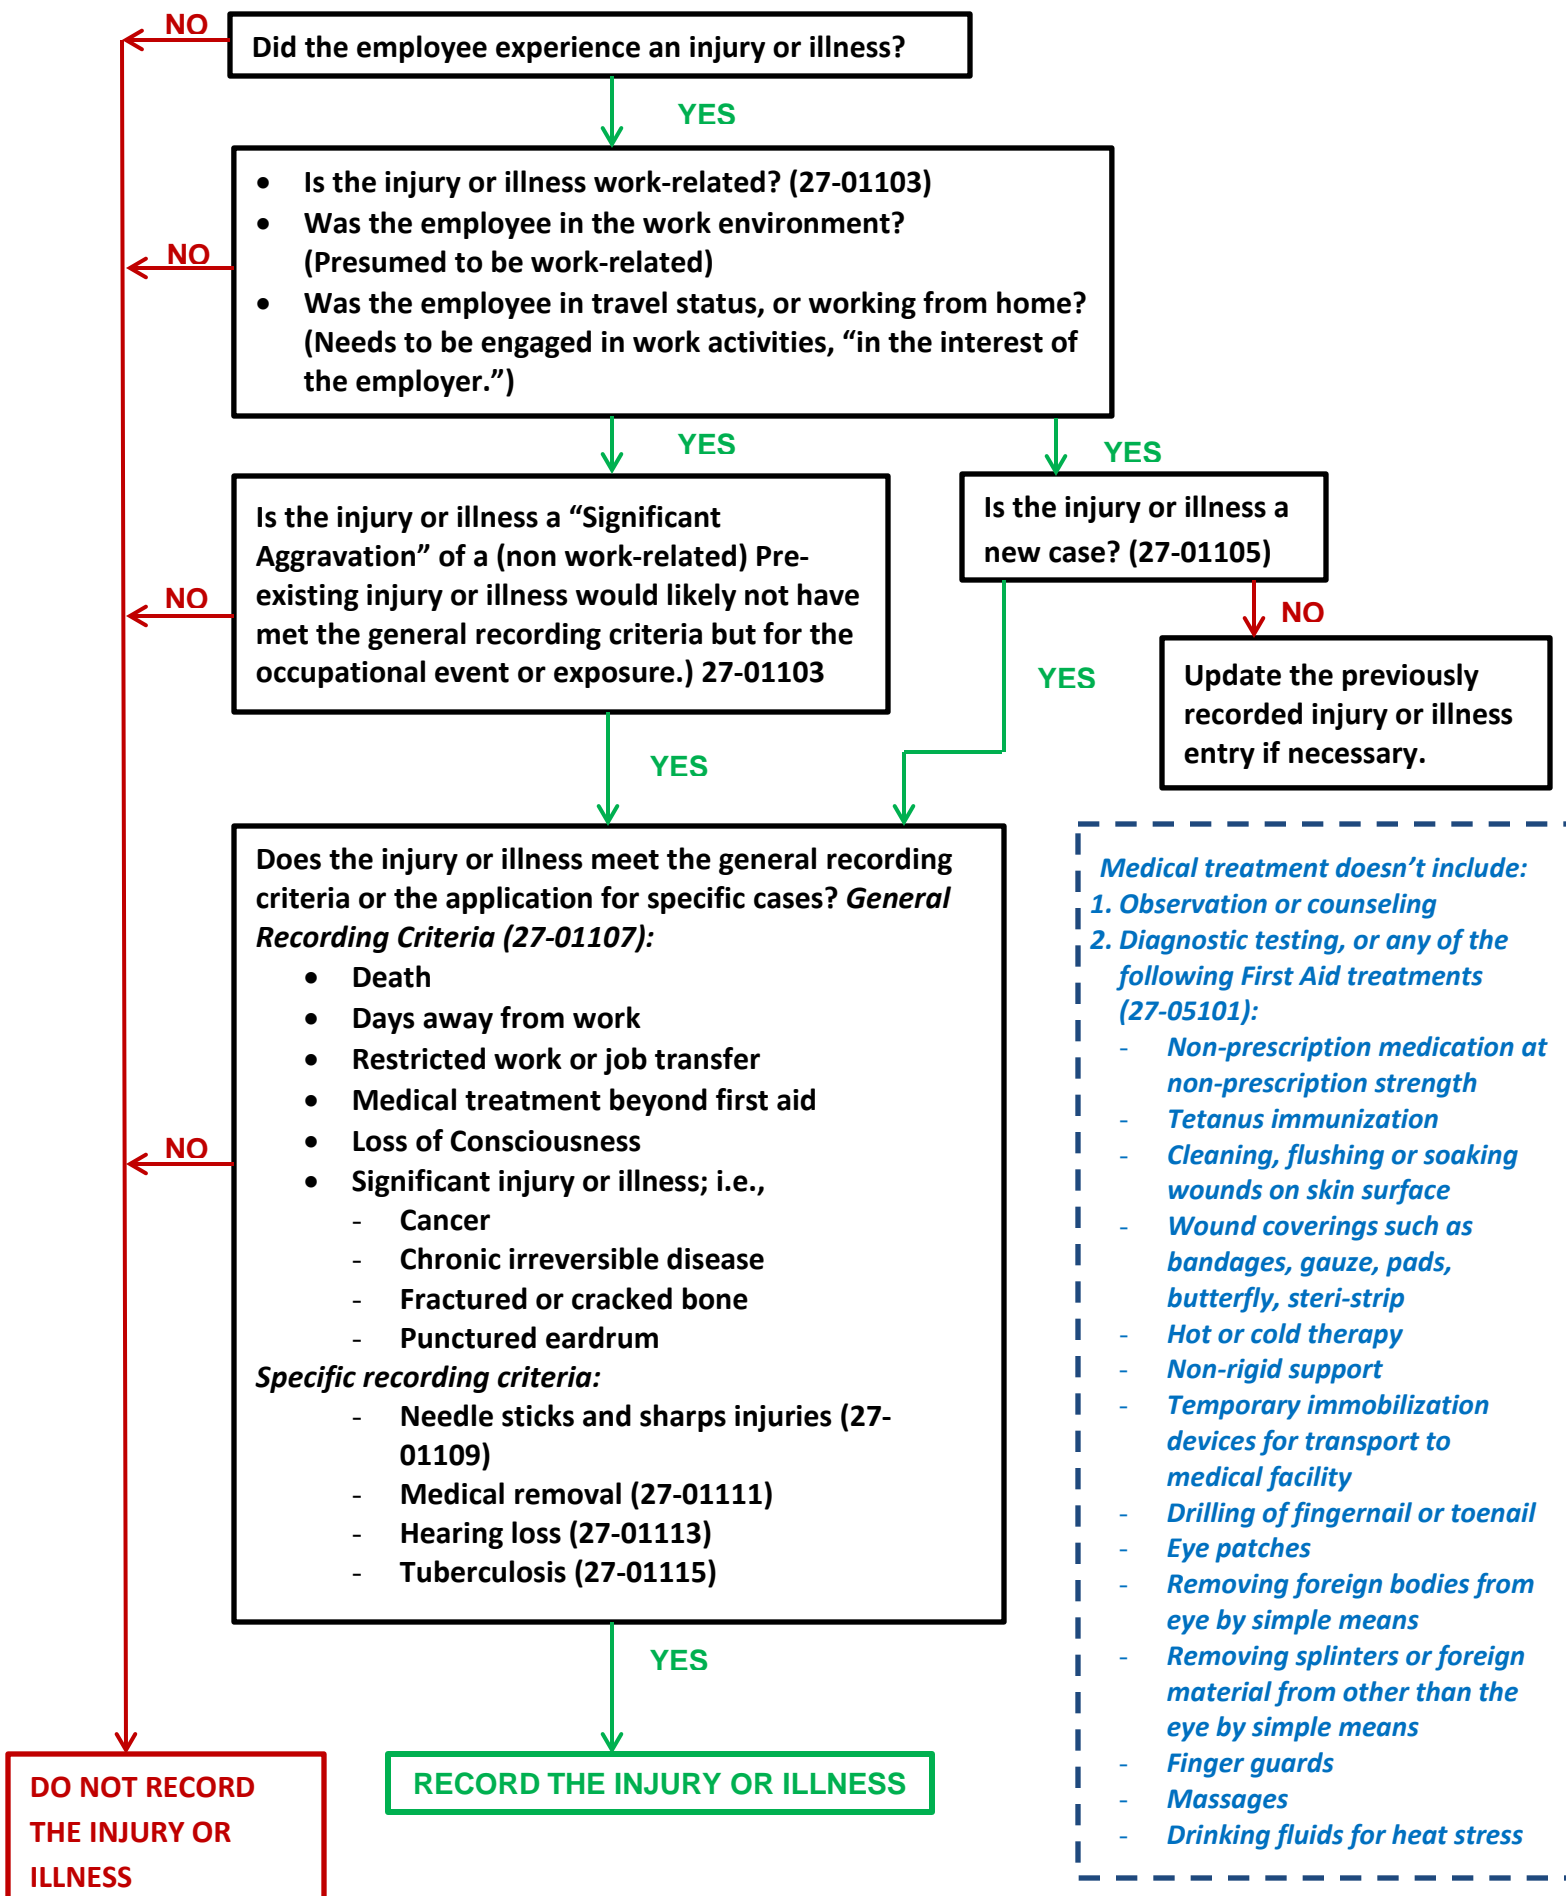 NO
Did the employee experience an injury or illness?
YES
• Is the injury or illness work-related? (27-01103)
• Was the employee in the work environment?
(Presumed to be work-related)
• Was the employee in travel status, or working from home?
(Needs to be engaged in work activities, “in the interest of
the employer.”)
NO
YES
YES
Is the injury or illness a “Significant
Aggravation” of a (non work-related) Pre-
existing injury or illness would likely not have
met the general recording criteria but for the
occupational event or exposure.) 27-01103
NO
Is the injury or illness a
new case? (27-01105)
NO
YES
Update the previously
recorded injury or illness
entry if necessary.
YES
Does the injury or illness meet the general recording
criteria or the application for specific cases? General
Recording Criteria (27-01107):
• Death
• Days away from work
• Restricted work or job transfer
• Medical treatment beyond first aid
• Loss of Consciousness
• Significant injury or illness; i.e.,
- Cancer
- Chronic irreversible disease
- Fractured or cracked bone
- Punctured eardrum
Specific recording criteria:
- Needle sticks and sharps injuries (27-
01109)
- Medical removal (27-01111)
- Hearing loss (27-01113)
- Tuberculosis (27-01115)
NO
YES
DO NOT RECORD
THE INJURY OR
ILLNESS
RECORD THE INJURY OR ILLNESS
Medical treatment doesn’t include:
1. Observation or counseling
2. Diagnostic testing, or any of the
following First Aid treatments
(27-05101):
- Non-prescription medication at
non-prescription strength
- Tetanus immunization
- Cleaning, flushing or soaking
wounds on skin surface
- Wound coverings such as
bandages, gauze, pads,
butterfly, steri-strip
- Hot or cold therapy
- Non-rigid support
- Temporary immobilization
devices for transport to
medical facility
- Drilling of fingernail or toenail
- Eye patches
- Removing foreign bodies from
eye by simple means
- Removing splinters or foreign
material from other than the
eye by simple means
- Finger guards
- Massages
- Drinking fluids for heat stress